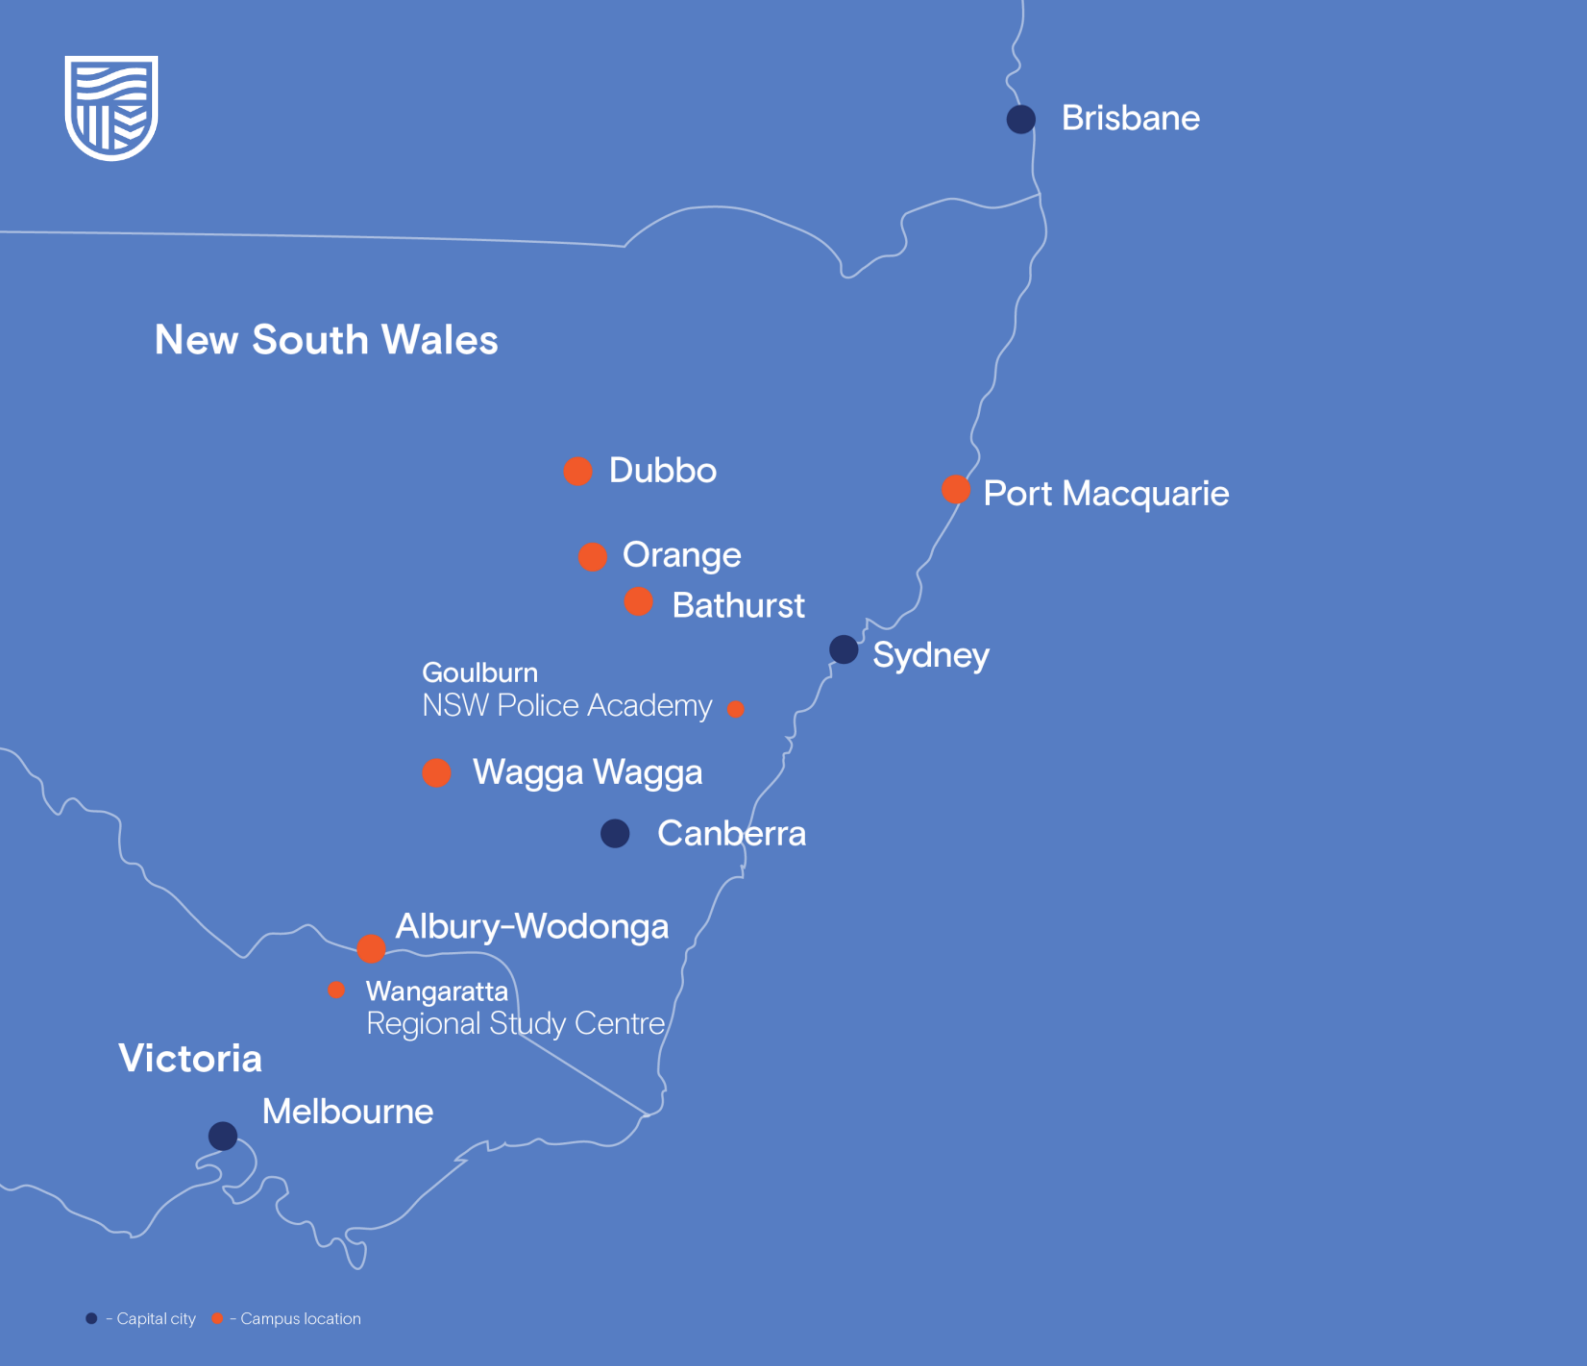 Brisbane
New South Wales
Dubbo
Port Macquarie
Orange
Bathurst
Sydney
Goulburn
NSW Police Academy
Wagga Wagga
Canberra
Albury-Wodonga
Wangaratta
Regional Study Centre
Victoria
Melbourne
– Capital city – Campus location